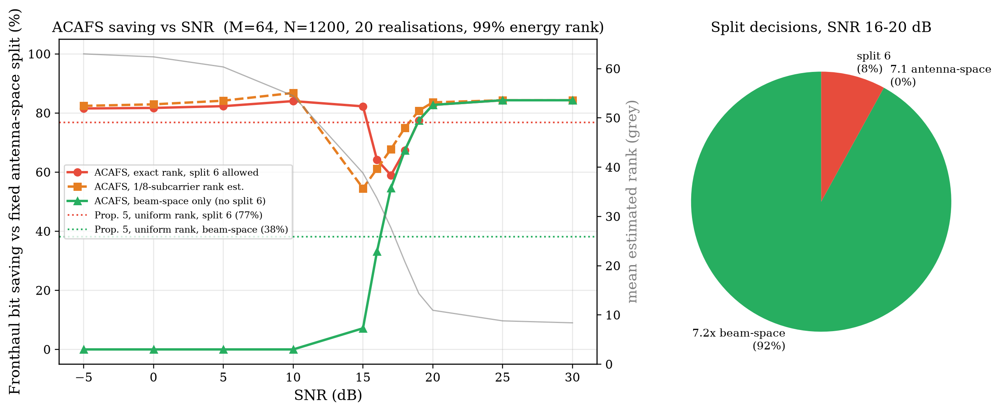 ACAFS saving vs SNR  (M=64, N=1200, 20 realisations, 99% energy rank)
Fronthaul bit saving vs fixed antenna-space split (%)
100
80
60
40
20
0
ACAFS, exact rank, split 6 allowed
ACAFS, 1/8-subcarrier rank est.
ACAFS, beam-space only (no split 6)
Prop. 5, uniform rank, split 6 (77%)
Prop. 5, uniform rank, beam-space (38%)
−5
0
5
10
15
20
25
30
SNR (dB)
60
50
40
30
20
10
0
mean estimated rank (grey)
Split decisions, SNR 16-20 dB
split 6
(8%)
7.1 antenna-space
(0%)
7.2x beam-space
(92%)